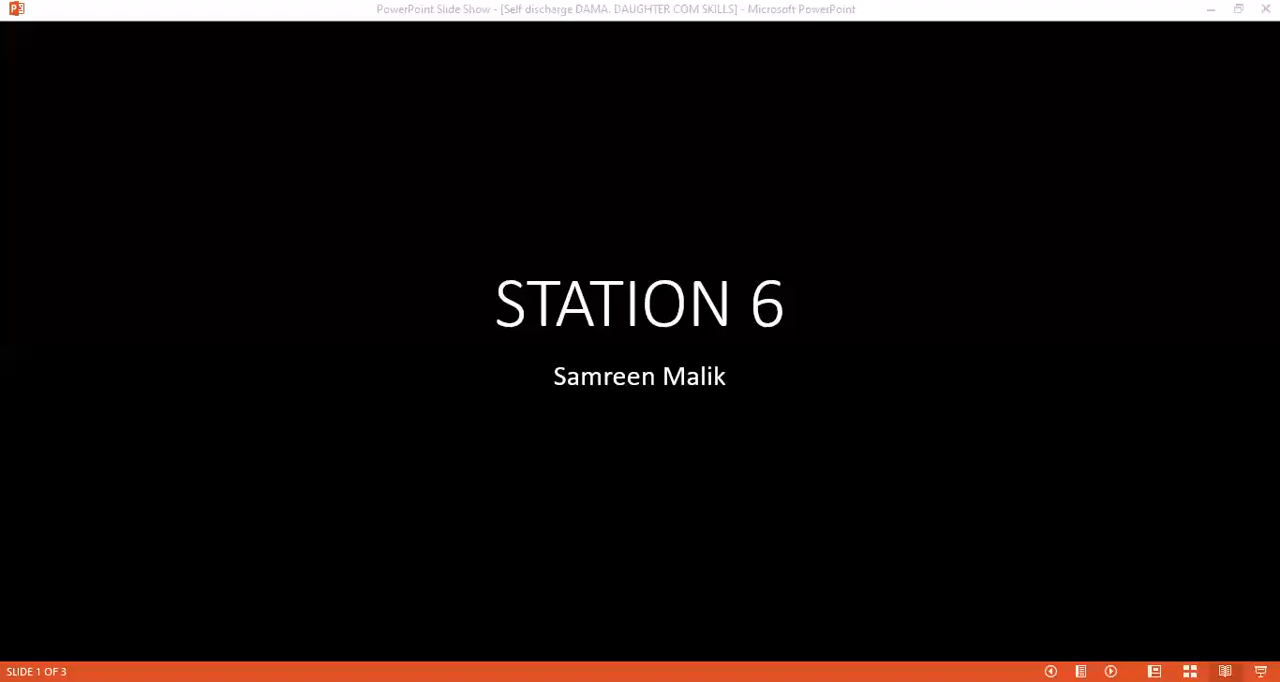 PowerPoint Slide Show - [Self discharge DAMA. DAUGHTER COM SKILLS] - Microsoft PowerPoint
STATION 6
Samreen Malik
SLIDE 1 OF 3